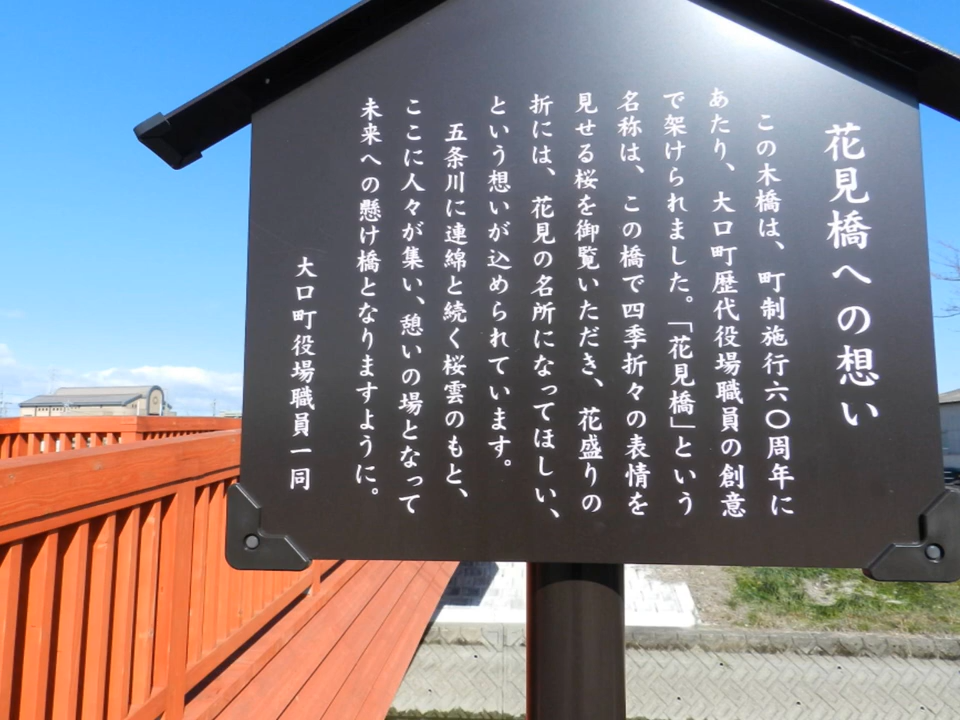 花見橋への想い
この木橋は、町制施行六〇周年に
あたり、大口町歴代役場職員の創意
で架けられました。「花見橋」という
名称は、この橋で四季折々の表情を
見せる桜を御覧いただき、花盛りの
折には、花見の名所になってほしい、
という想いが込められています。
五条川に連綿と続く桜雲のもと、
ここに人々が集い、憩いの場となって
未来への懸け橋となりますように。
大口町役場職員一同